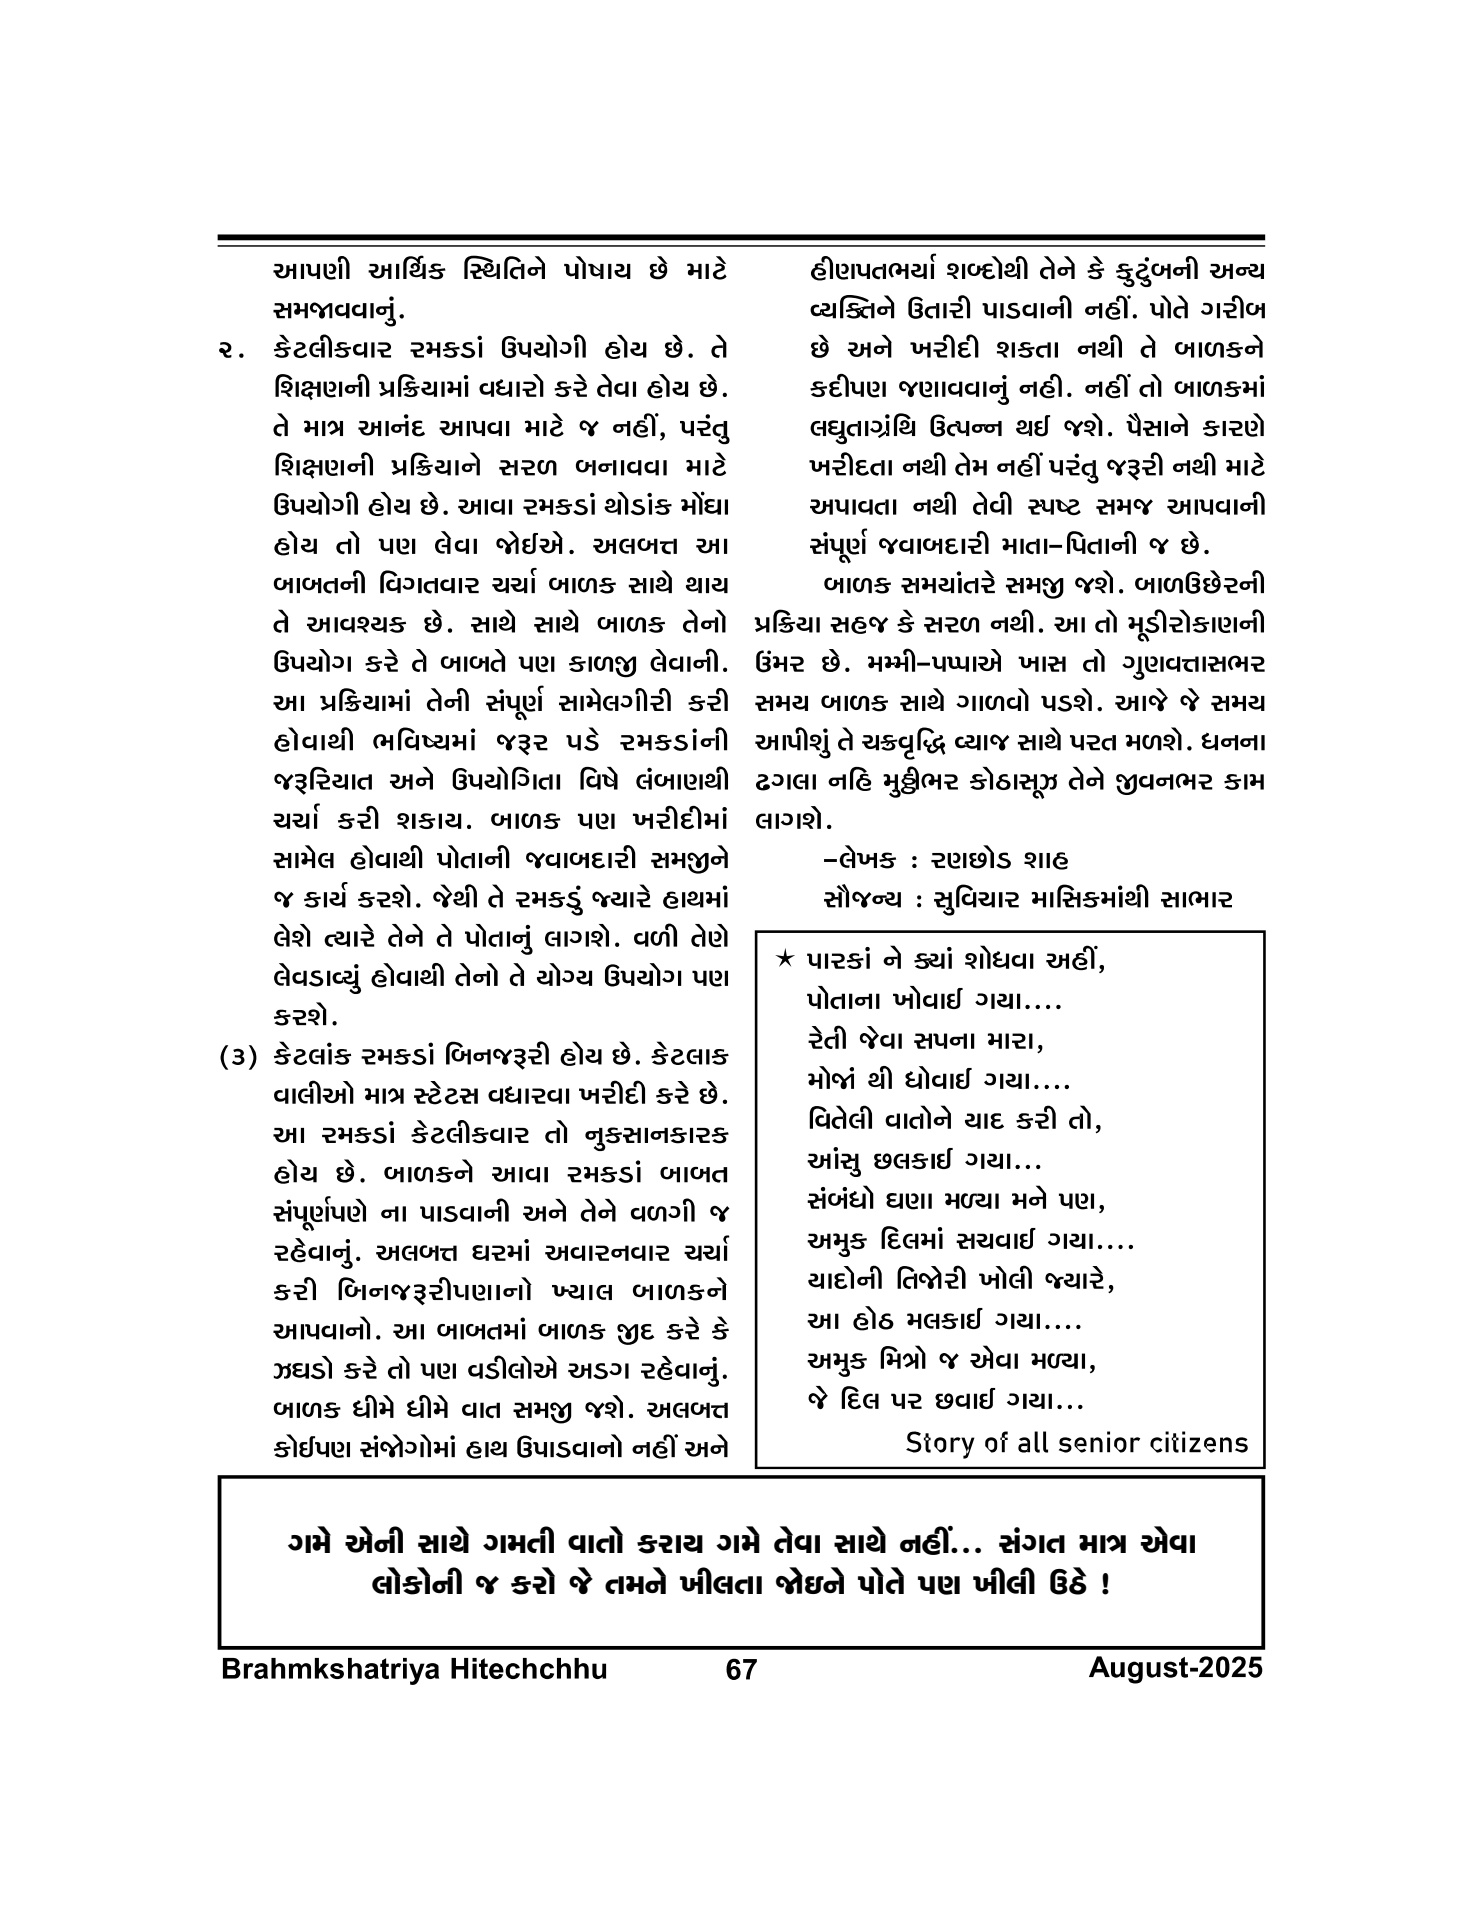 આપણી આર્થિક સ્થિતિને પોષાય છે માટે
સમજાવવાનું.
૨. કેટલીકવાર રમકડાં ઉપયોગી હોય છે. તે
શિક્ષણની પ્રક્રિયામાં વધારો કરે તેવા હોય છે.
તે માત્ર આનંદ આપવા માટે જ નહીં, પરંતુ
શિક્ષણની પ્રક્રિયાને સરળ બનાવવા માટે
ઉપયોગી હોય છે. આવા રમકડાં થોડાંક મોંઘા
હોય તો પણ લેવા જોઈએ. અલબત્ત આ
બાબતની વિગતવાર ચર્ચા બાળક સાથે થાય
તે આવશ્યક છે. સાથે સાથે બાળક તેનો
ઉપયોગ કરે તે બાબતે પણ કાળજી લેવાની.
આ પ્રક્રિયામાં તેની સંપૂર્ણ સામેલગીરી કરી
હોવાથી ભવિષ્યમાં જરૂર પડે રમકડાંની
જરૂરિયાત અને ઉપયોગિતા વિષે લંબાણથી
ચર્ચા કરી શકાય. બાળક પણ ખરીદીમાં
સામેલ હોવાથી પોતાની જવાબદારી સમજીને
જ કાર્ય કરશે. જેથી તે રમકડું જ્યારે હાથમાં
લેશે ત્યારે તેને તે પોતાનું લાગશે. વળી તેણે
લેવડાવ્યું હોવાથી તેનો તે યોગ્ય ઉપયોગ પણ
કરશે.
(૩) કેટલાંક રમકડાં બિનજરૂરી હોય છે. કેટલાક
વાલીઓ માત્ર સ્ટેટસ વધારવા ખરીદી કરે છે.
આ રમકડાં કેટલીકવાર તો નુકસાનકારક
હોય છે. બાળકને આવા રમકડાં બાબત
સંપૂર્ણપણે ના પાડવાની અને તેને વળગી જ
રહેવાનું. અલબત્ત ઘરમાં અવારનવાર ચર્ચા
કરી બિનજરૂરીપણાનો ખ્યાલ બાળકને
આપવાનો. આ બાબતમાં બાળક જીદ કરે કે
ઝઘડો કરે તો પણ વડીલોએ અડગ રહેવાનું.
બાળક ધીમે ધીમે વાત સમજી જશે. અલબત્ત
કોઈપણ સંજોગોમાં હાથ ઉપાડવાનો નહીં અને
હીણપતભર્યા શબ્દોથી તેને કે કુટુંબની અન્ય
વ્યક્તિને ઉતારી પાડવાની નહીં. પોતે ગરીબ
છે અને ખરીદી શકતા નથી તે બાળકને
કદીપણ જણાવવાનું નહી. નહીં તો બાળકમાં
લઘુતાગ્રંથિ ઉત્પન્ન થઈ જશે. પૈસાને કારણે
ખરીદતા નથી તેમ નહીં પરંતુ જરૂરી નથી માટે
અપાવતા નથી તેવી સ્પષ્ટ સમજ આપવાની
સંપૂર્ણ જવાબદારી માતા–પિતાની જ છે.
બાળક સમયાંતરે સમજી જશે. બાળઉછેરની
પ્રક્રિયા સહજ કે સરળ નથી. આ તો મૂડીરોકાણની
ઉંમર છે. મમ્મી–પપ્પાએ ખાસ તો ગુણવત્તાસભર
સમય બાળક સાથે ગાળવો પડશે. આજે જે સમય
આપીશું તે ચક્રવૃદ્ધિ વ્યાજ સાથે પરત મળશે. ધનના
ઢગલા નહિ મુઠ્ઠીભર કોઠાસૂઝ તેને જીવનભર કામ
લાગશે.
–લેખક : રણછોડ શાહ
સૌજન્ય : સુવિચાર માસિકમાંથી સાભાર
★ પારકાં ને ક્યાં શોધવા અહીં,
પોતાના ખોવાઈ ગયા....
રેતી જેવા સપના મારા,
મોજાં થી ધોવાઈ ગયા....
વિતેલી વાતોને યાદ કરી તો,
આંસુ છલકાઈ ગયા...
સંબંધો ઘણા મળ્યા મને પણ,
અમુક દિલમાં સચવાઈ ગયા....
યાદોની તિજોરી ખોલી જ્યારે,
આ હોઠ મલકાઈ ગયા....
અમુક મિત્રો જ એવા મળ્યા,
જે દિલ પર છવાઈ ગયા...
Story of all senior citizens
ગમે એની સાથે ગમતી વાતો કરાય ગમે તેવા સાથે નહીં... સંગત માત્ર એવા
લોકોની જ કરો જે તમને ખીલતા જોઇને પોતે પણ ખીલી ઉઠે !
Brahmkshatriya Hitechchhu 67 August-2025